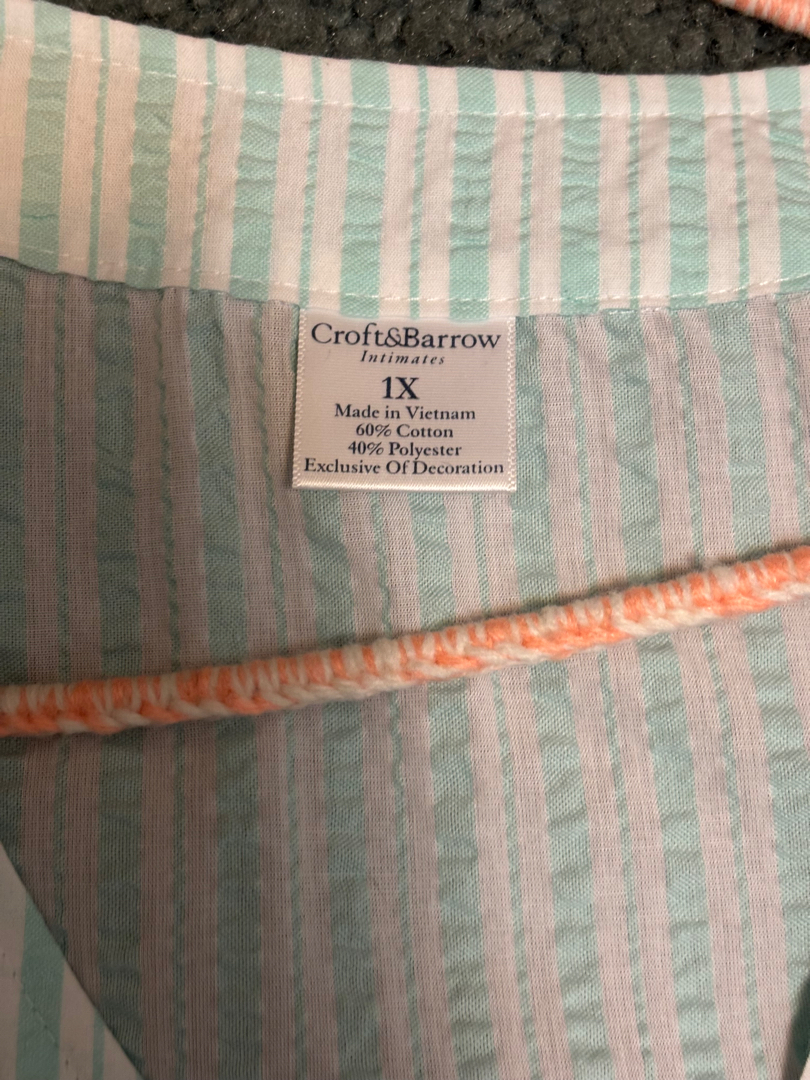 Croft&Barrow
Intimates
1X
Made in Vietnam
60% Cotton
40% Polyester
Exclusive Of Decoration